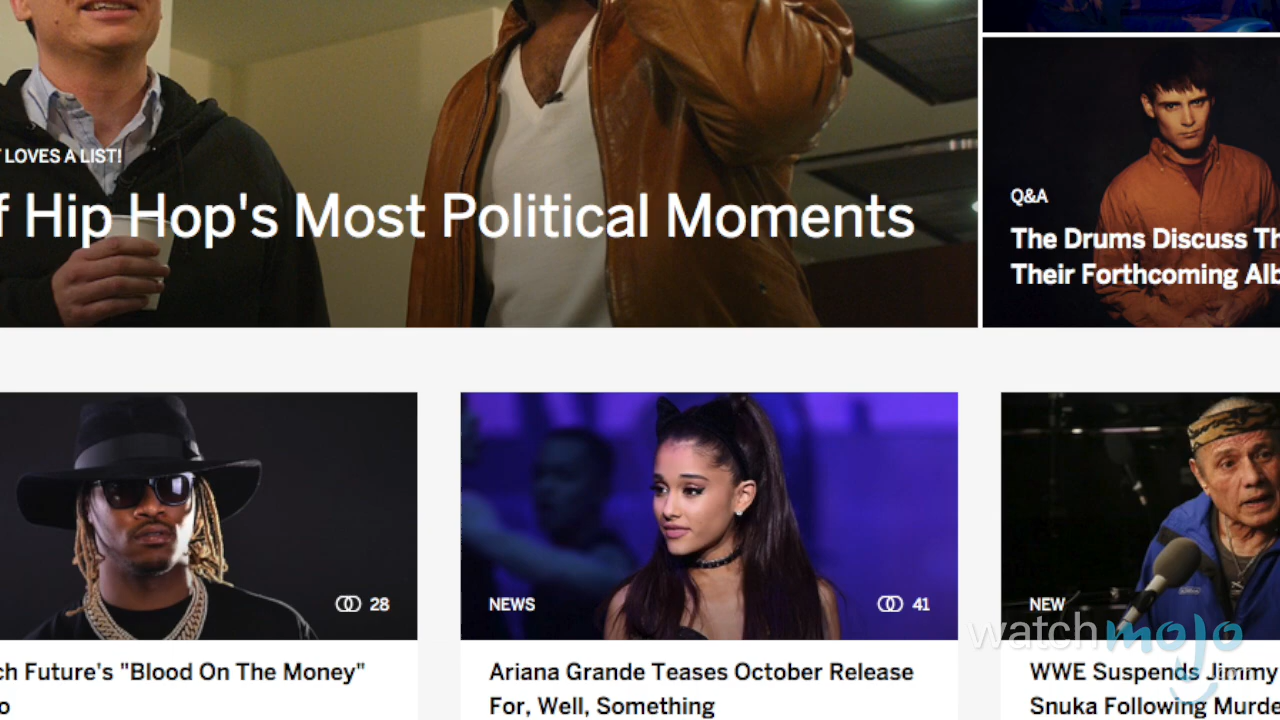 LOVES A LIST!
f Hip Hop's Most Political Moments
Q&A
The Drums Discuss Th
Their Forthcoming Alb
28
ch Future's "Blood On The Money"
o
NEWS
41
Ariana Grande Teases October Release
For, Well, Something
NEW
WWE Suspends Jimmy
Snuka Following Murde
watchmojo